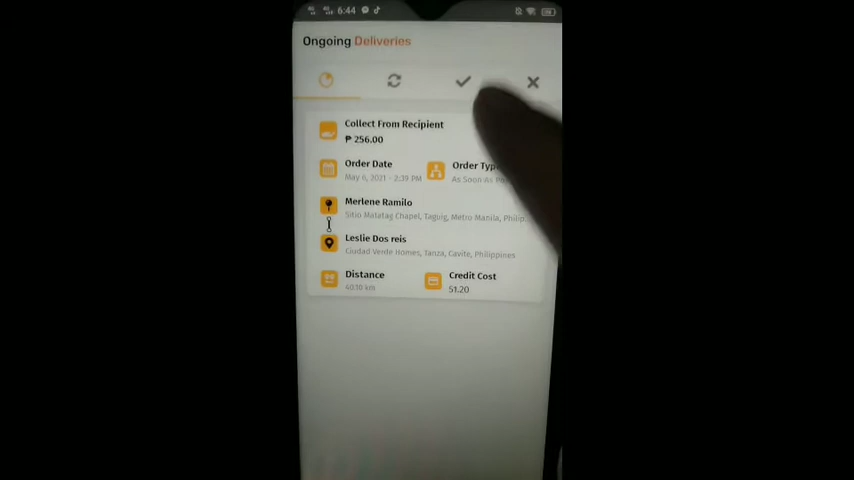 6:44
Ongoing Deliveries
Collect From Recipient
₱ 256.00
Order Date
May 6, 2021 - 2:39 PM
Order
As Soon As
Merlene Ramilo
Sitio Matatag Chapel, Taguig, Metro Manila, Philip...
Leslie Dos reis
Ciudad Verde Homes, Tanza, Cavite, Philippines
Distance
40.10 km
Credit Cost
51.20